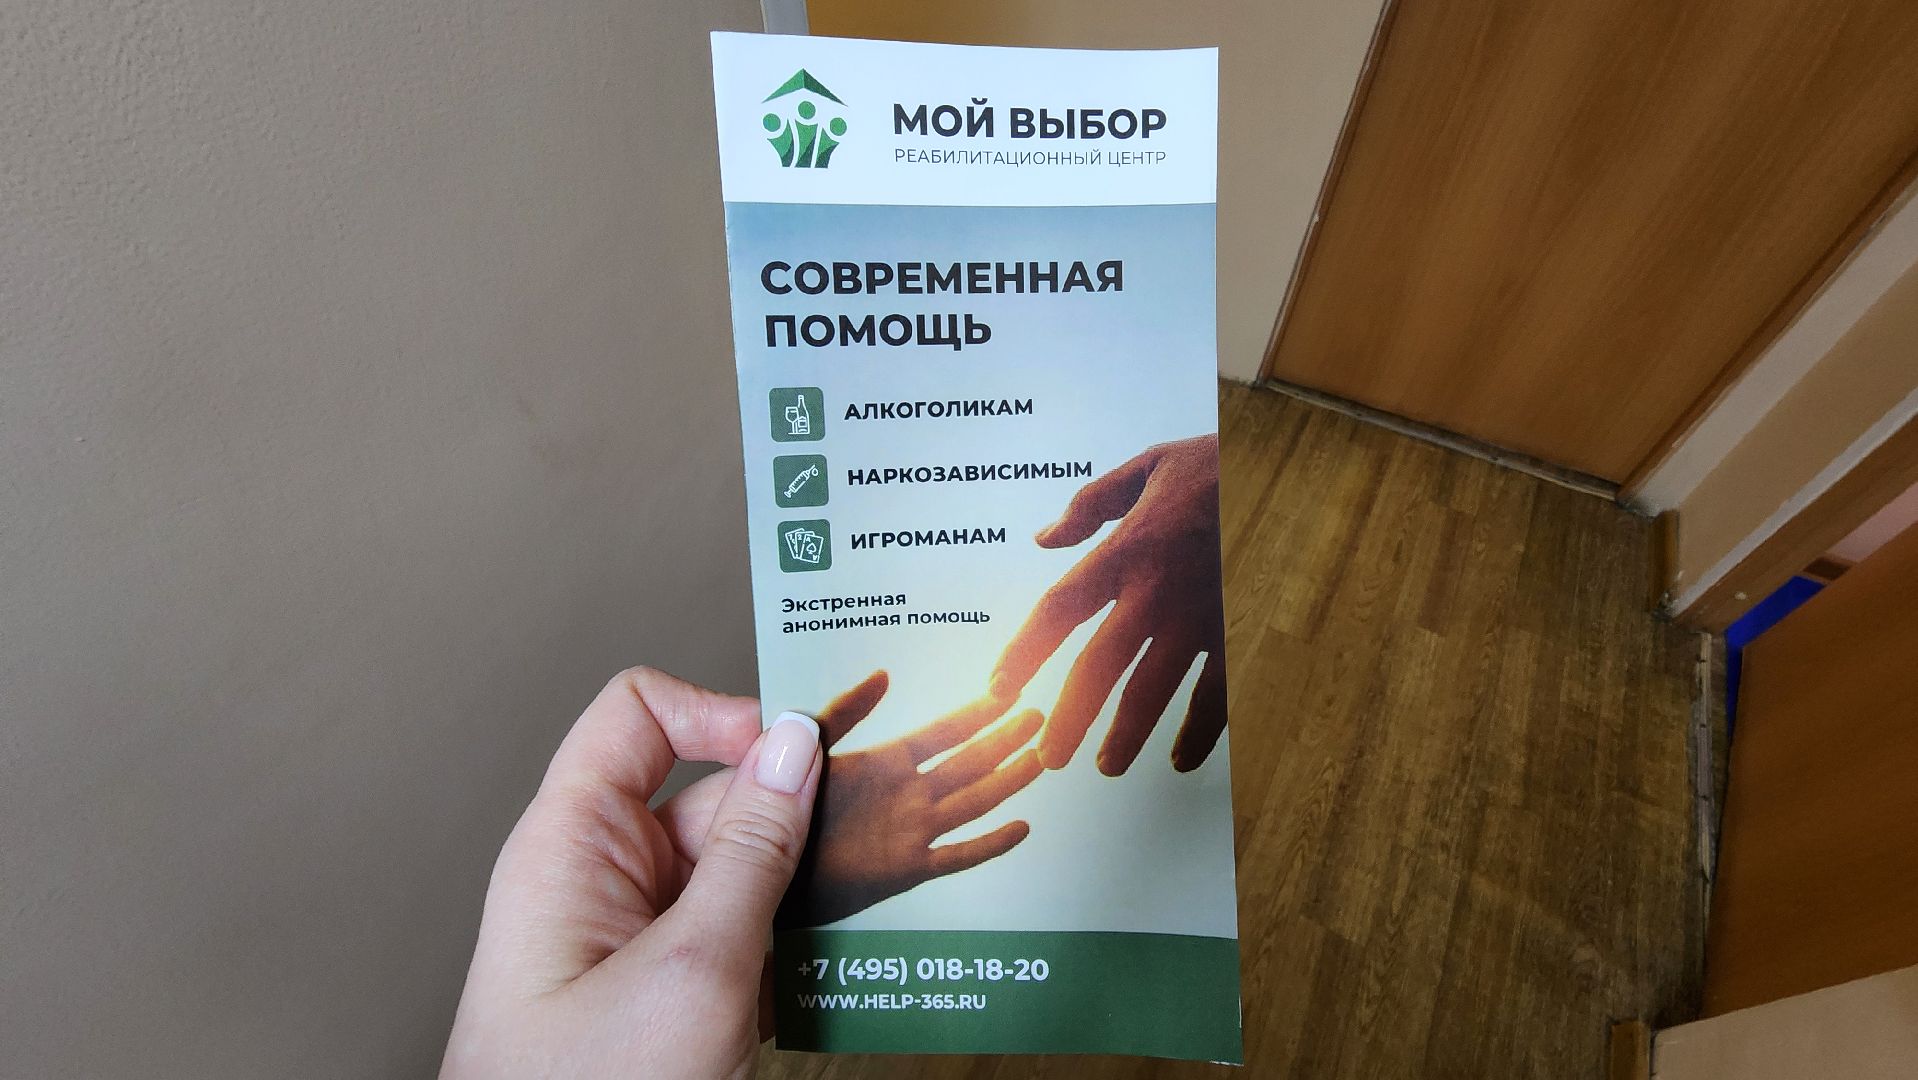 МОЙ ВЫБОР
РЕАБИЛИТАЦИОННЫЙ ЦЕНТР
СОВРЕМЕННАЯ
ПОМОЩЬ
АЛКОГОЛИКАМ
НАРКОЗАВИСИМЫМ
ИГРОМАНАМ
Экстренная
анонимная помощь
+7 (495) 018-18-20
WWW.HELP-365.RU